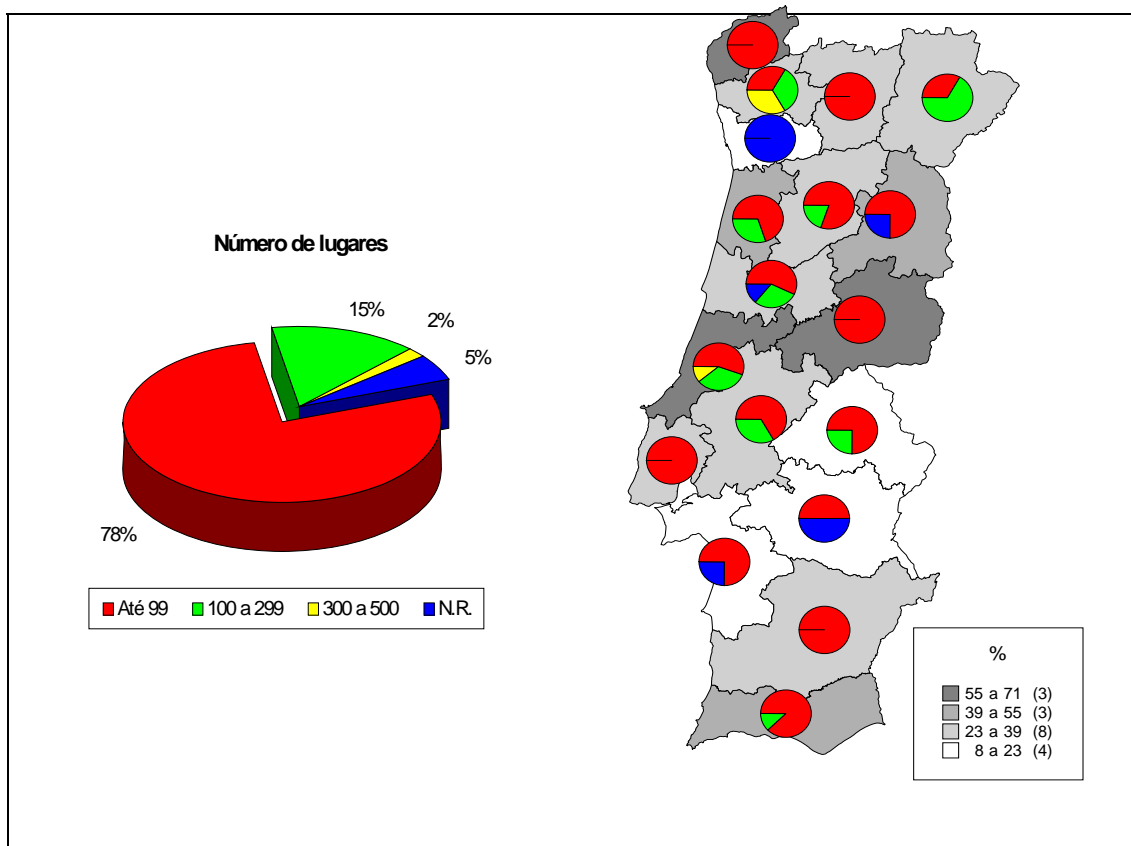 Número de lugares
15%
2%
5%
78%
Até 99 100 a 299 300 a 500 N.R.
%
55 a 71 (3)
39 a 55 (3)
23 a 39 (8)
8 a 23 (4)